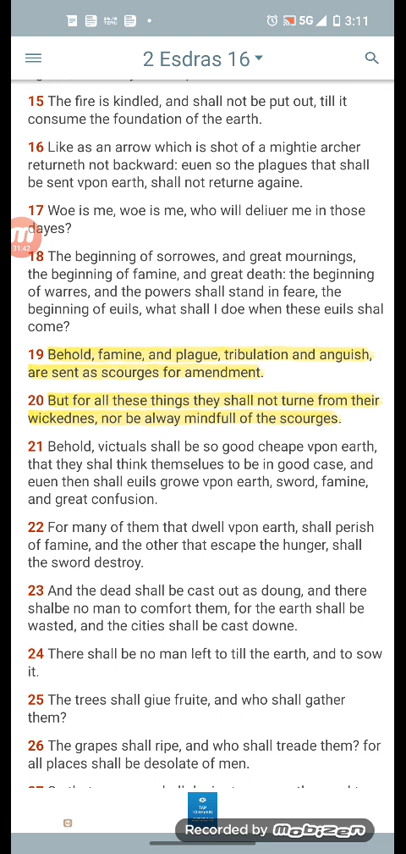 5G 3:11
2 Esdras 16
15 The fire is kindled, and shall not be put out, till it
consume the foundation of the earth.
16 Like as an arrow which is shot of a mightie archer
returneth not backward: euen so the plagues that shall
be sent vpon earth, shall not returne againe.
17 Woe is me, woe is me, who will deliuer me in those
dayes?
31:42
18 The beginning of sorrowes, and great mournings,
the beginning of famine, and great death: the beginning
of warres, and the powers shall stand in feare, the
beginning of euils, what shall I doe when these euils shal
come?
19 Behold, famine, and plague, tribulation and anguish,
are sent as scourges for amendment.
20 But for all these things they shall not turne from their
wickednes, nor be alway mindfull of the scourges.
21 Behold, victuals shall be so good cheape vpon earth,
that they shal think themselues to be in good case, and
euen then shall euils growe vpon earth, sword, famine,
and great confusion.
22 For many of them that dwell vpon earth, shall perish
of famine, and the other that escape the hunger, shall
the sword destroy.
23 And the dead shall be cast out as doung, and there
shalbe no man to comfort them, for the earth shall be
wasted, and the cities shall be cast downe.
24 There shall be no man left to till the earth, and to sow
it.
25 The trees shall giue fruite, and who shall gather
them?
26 The grapes shall ripe, and who shall treade them? for
all places shall be desolate of men.
TAP
Recorded by mobizen